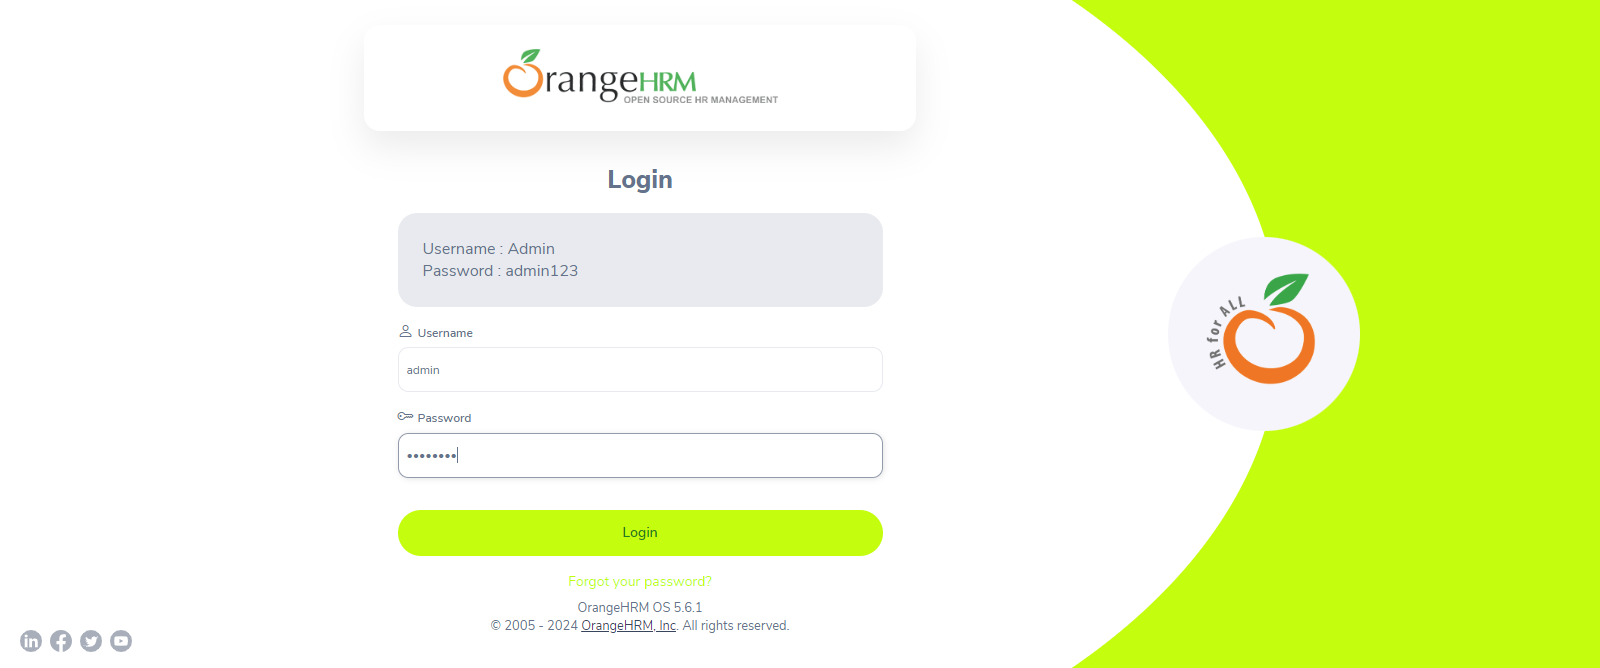 OrangeHRM
OPEN SOURCE HR MANAGEMENT
Login
Username : Admin
Password : admin123
Username
admin
Password
••••••••
Login
Forgot your password?
OrangeHRM OS 5.6.1
© 2005 - 2024 OrangeHRM, Inc. All rights reserved.
HR for ALL